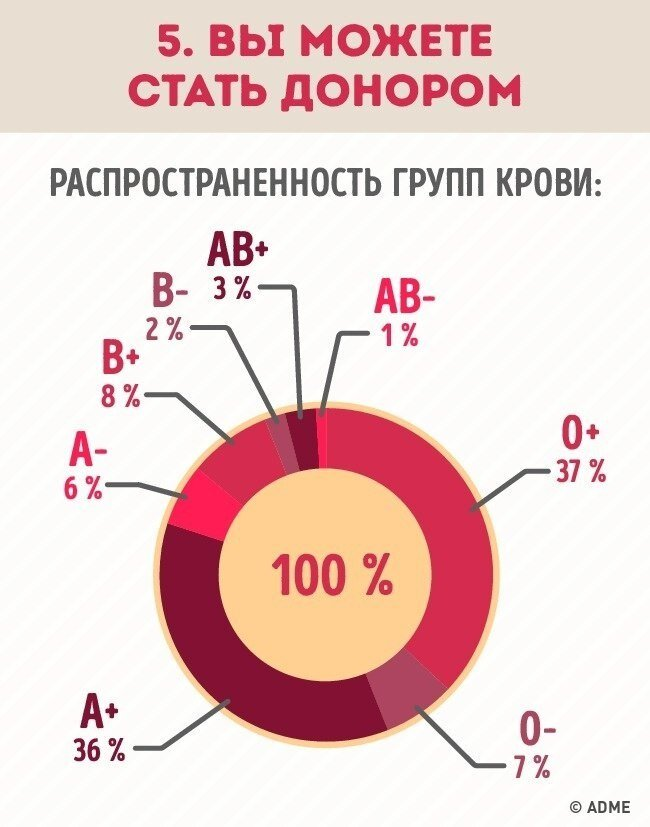 5. ВЫ МОЖЕТЕ
СТАТЬ ДОНОРОМ
РАСПРОСТРАНЕННОСТЬ ГРУПП КРОВИ:
AB+
3 %
B-
2 %
AB-
1 %
B+
8 %
A-
6 %
O+
37 %
100 %
A+
36 %
O-
7 %
© ADME